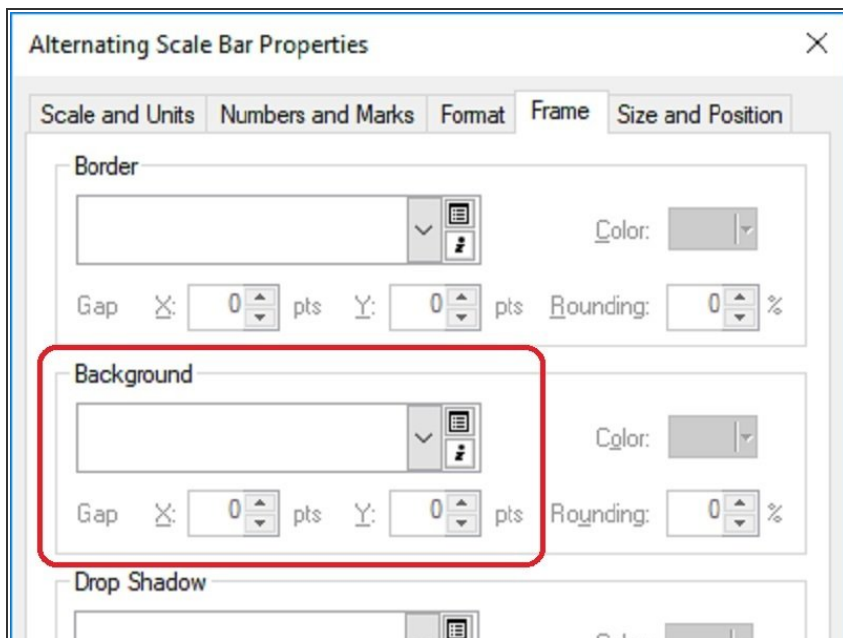 Alternating Scale Bar Properties
Scale and Units Numbers and Marks Format Frame Size and Position
Border
Color:
Gap X: 0 pts Y: 0 pts Rounding: 0 %
Background
Color:
Gap X: 0 pts Y: 0 pts Rounding: 0 %
Drop Shadow